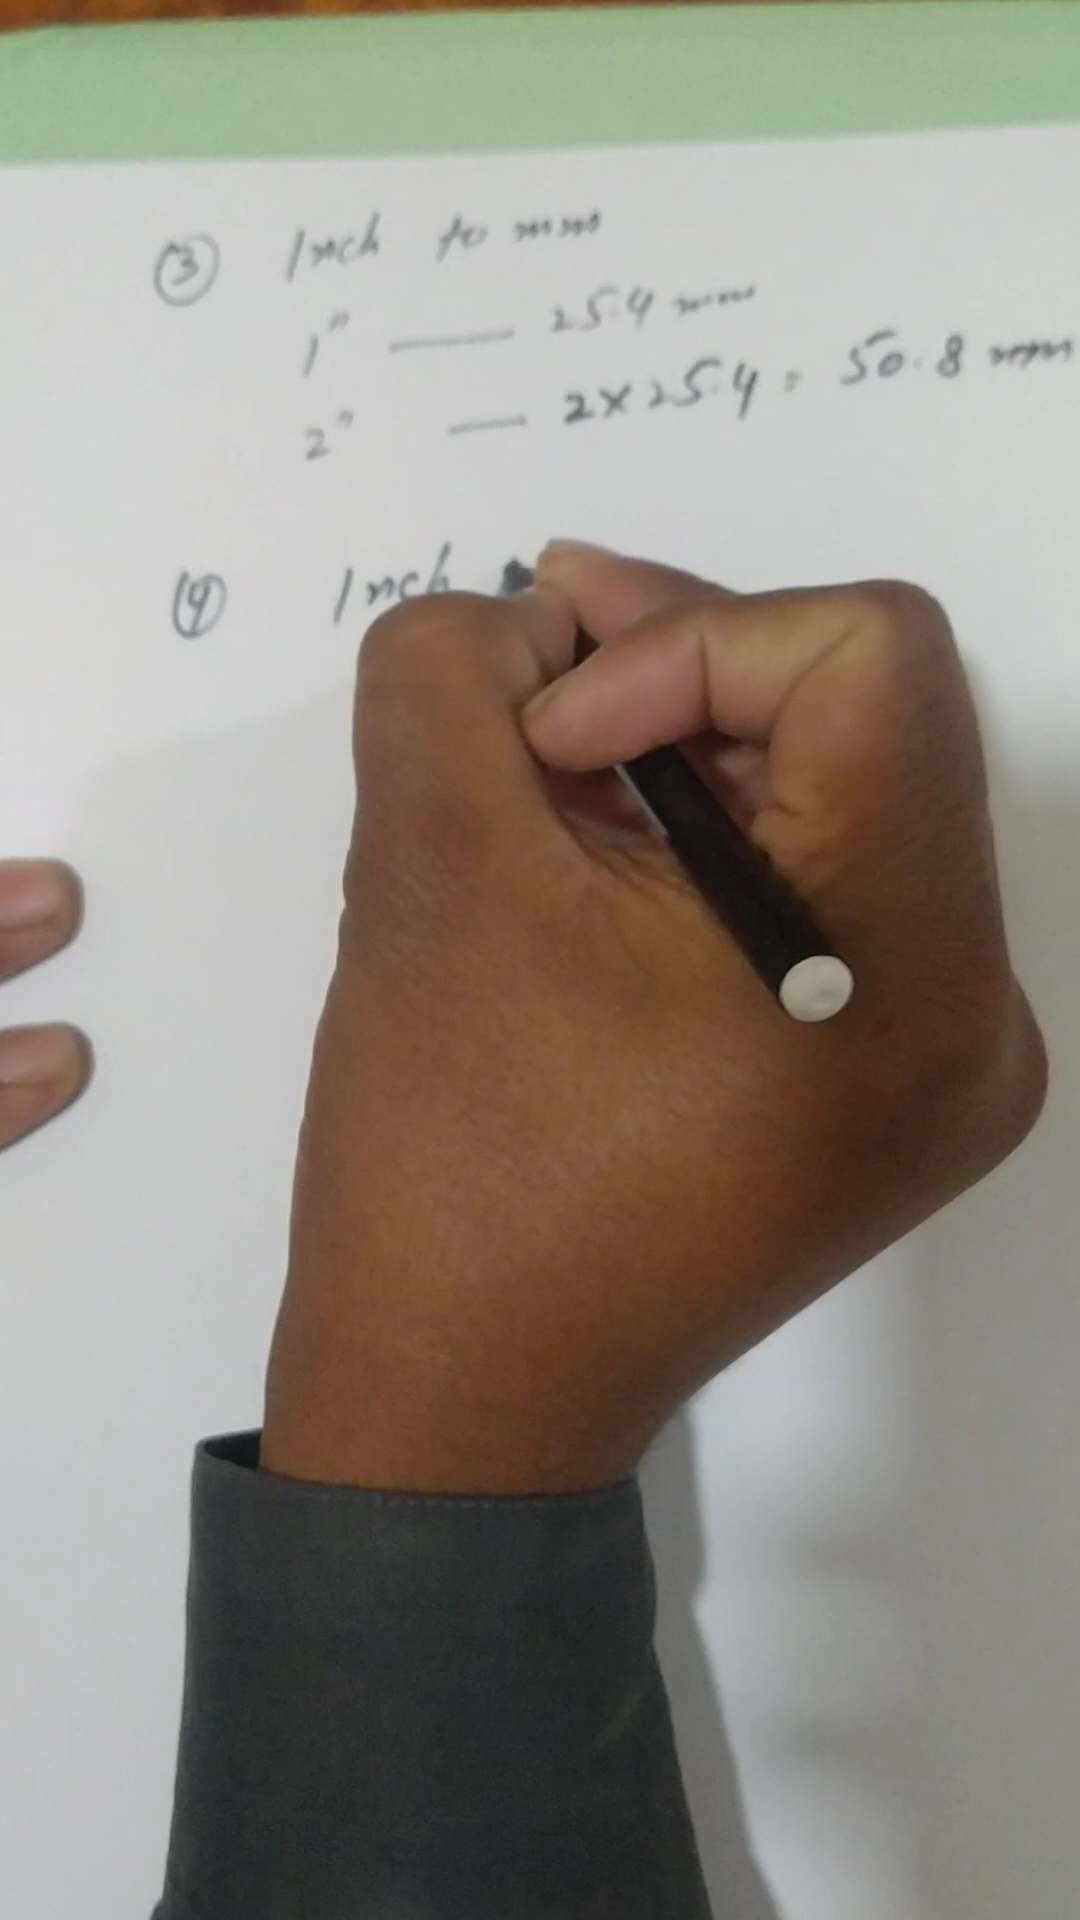 ③ Inch to mm
1" — 25.4 mm
2" — 2×25.4 = 50.8 mm
④ Inch